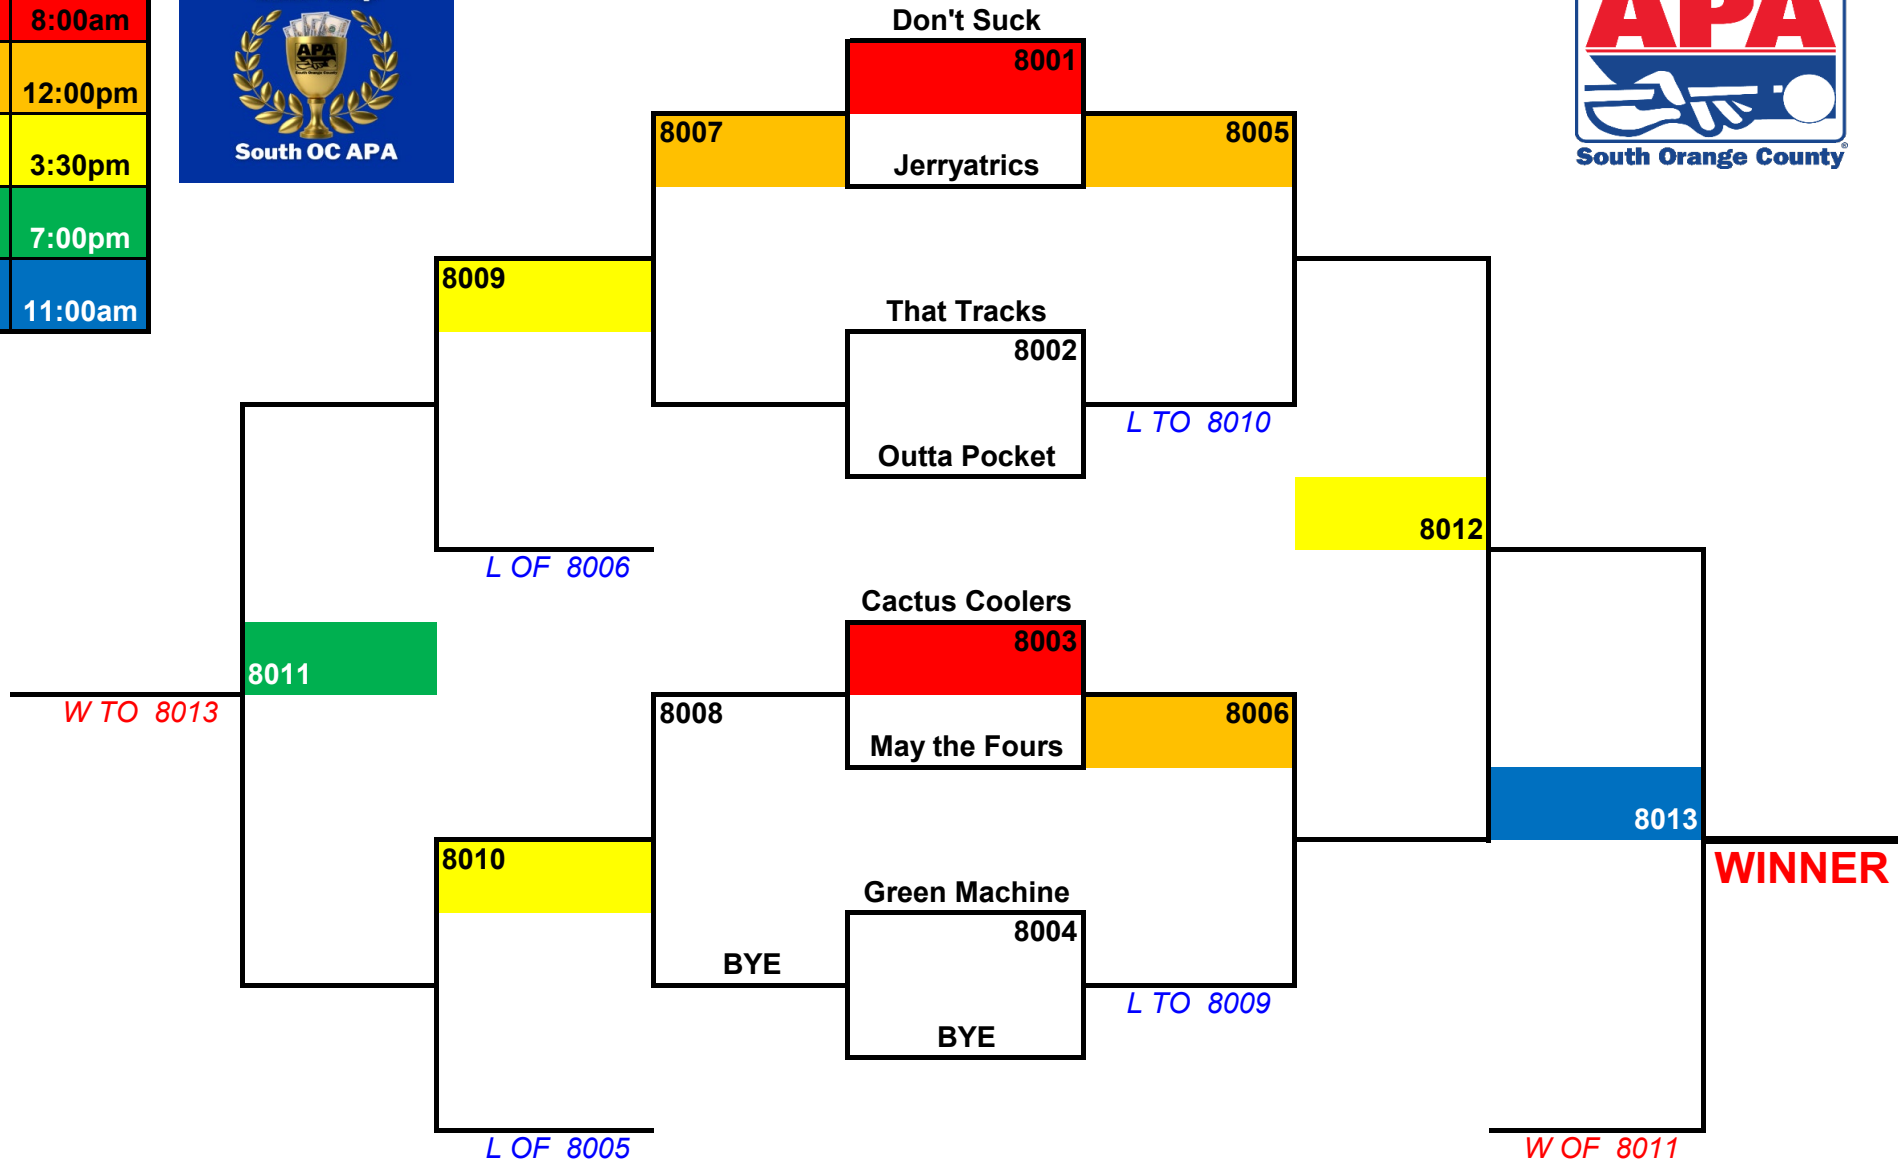 8:00am
12:00pm
3:30pm
7:00pm
11:00am
APA
South Orange County
South OC APA
APA
South Orange County®
Don't Suck
8001
8007
8005
Jerryatrics
8009
That Tracks
8002
L TO 8010
Outta Pocket
8012
L OF 8006
Cactus Coolers
8003
8011
W TO 8013
8008
8006
May the Fours
8013
8010
WINNER
Green Machine
8004
BYE
L TO 8009
BYE
L OF 8005
W OF 8011